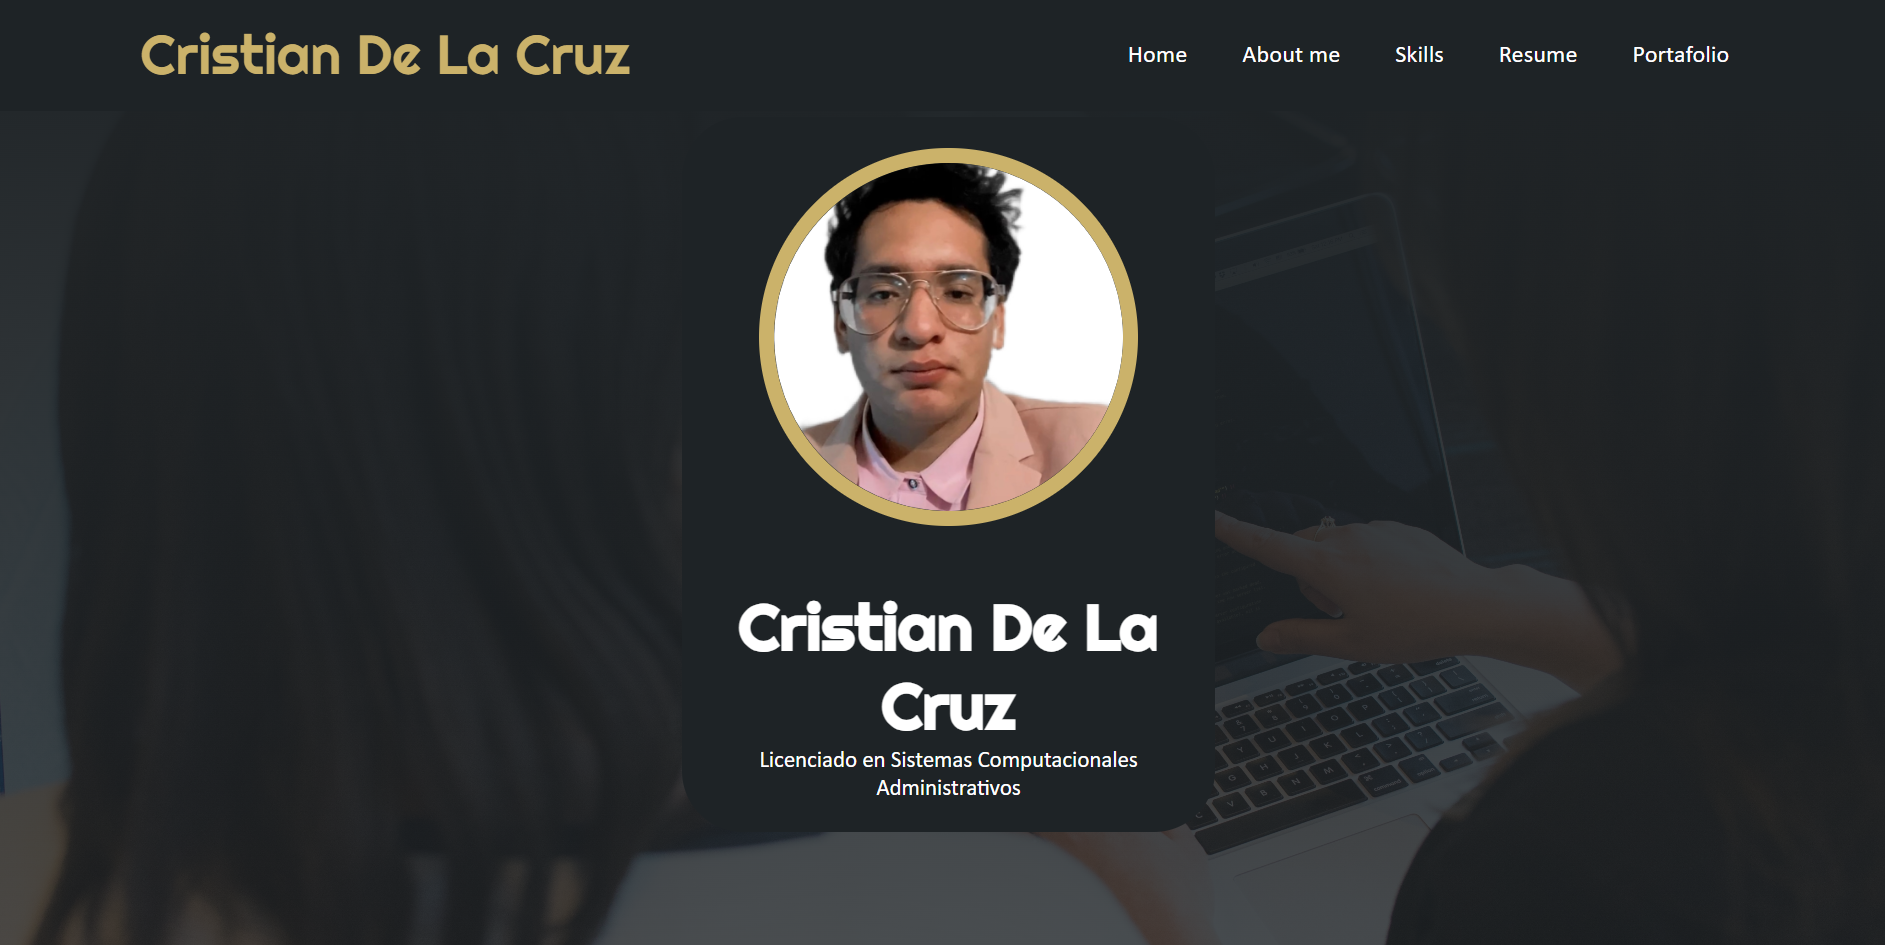 Cristian De La Cruz
Home About me Skills Resume Portafolio
Cristian De La
Cruz
Licenciado en Sistemas Computacionales
Administrativos